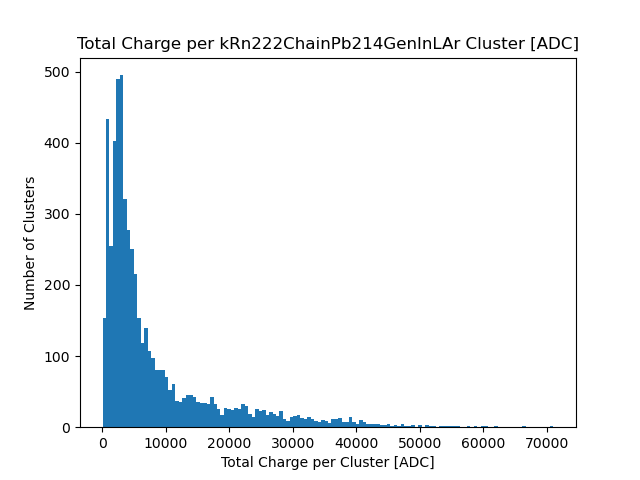 Total Charge per kRn222ChainPb214GenInLAr Cluster [ADC]
500
400
300
200
100
0
Number of Clusters
0 10000 20000 30000 40000 50000 60000 70000
Total Charge per Cluster [ADC]